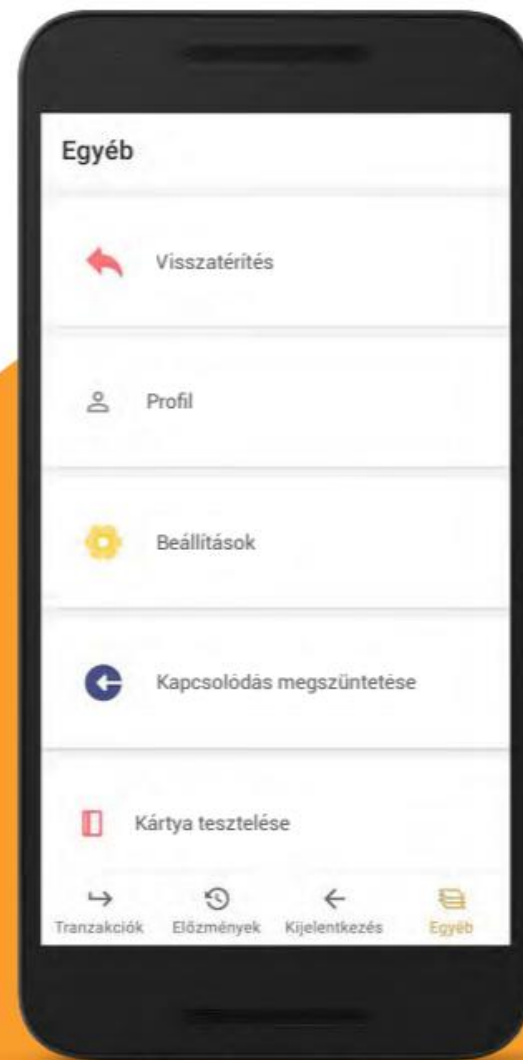 Egyéb
Visszatérítés
Profil
Beállítások
Kapcsolódás megszüntetése
Kártya tesztelése
Tranzakciók Előzmények Kijelentkezés Egyéb